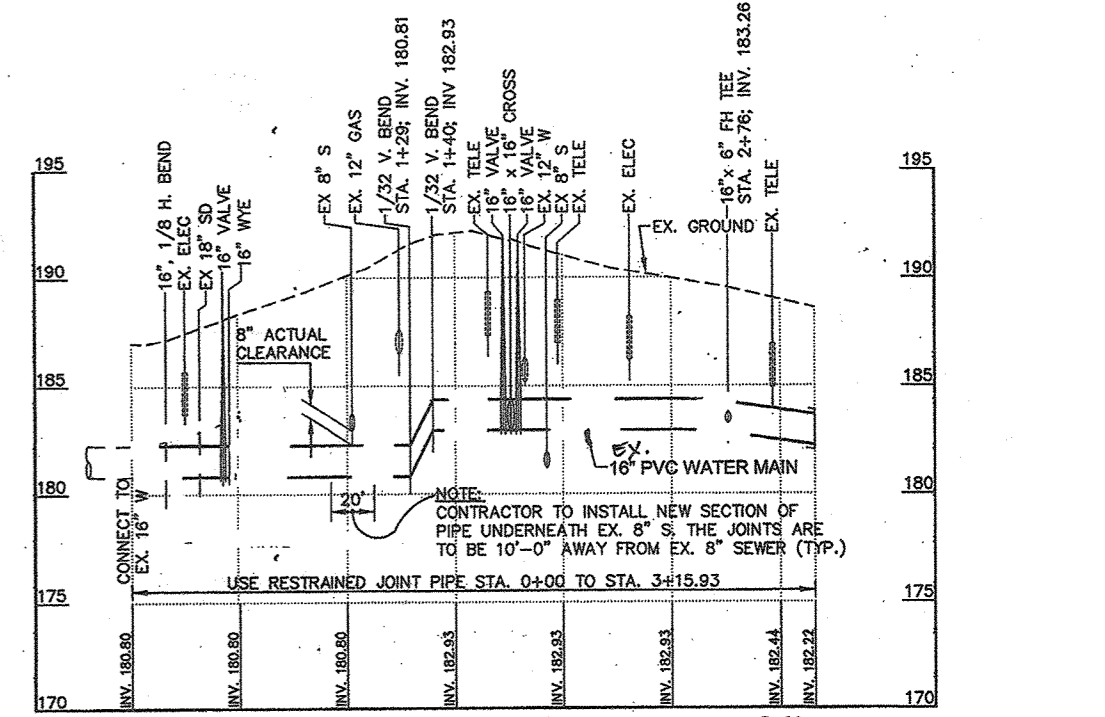 16", 1/8 H. BEND
EX. ELEC
EX 18" SD
16" VALVE
16" WYE
EX 8" S
EX. 12" GAS
1/32 V. BEND
STA. 1+29; INV. 180.81
1/32 V. BEND
STA. 1+40; INV 182.93
EX. TELE
16" VALVE
16" x 16" CROSS
16" VALVE
EX. 12" W
EX. 8" S
EX. TELE
EX. ELEC
EX. GROUND
16"x 6" FH TEE
STA. 2+76; INV. 183.26
EX. TELE
195
190
185
180
175
170
195
190
185
180
175
170
8" ACTUAL
CLEARANCE
EX.
16" PVC WATER MAIN
20'
NOTE:
CONTRACTOR TO INSTALL NEW SECTION OF
PIPE UNDERNEATH EX. 8" S. THE JOINTS ARE
TO BE 10'-0" AWAY FROM EX. 8" SEWER (TYP.)
CONNECT TO
EX. 16" W
USE RESTRAINED JOINT PIPE STA. 0+00 TO STA. 3+15.93
INV. 180.80
INV. 180.80
INV. 180.80
INV. 182.93
INV. 182.93
INV. 182.93
INV. 182.44
INV. 182.22